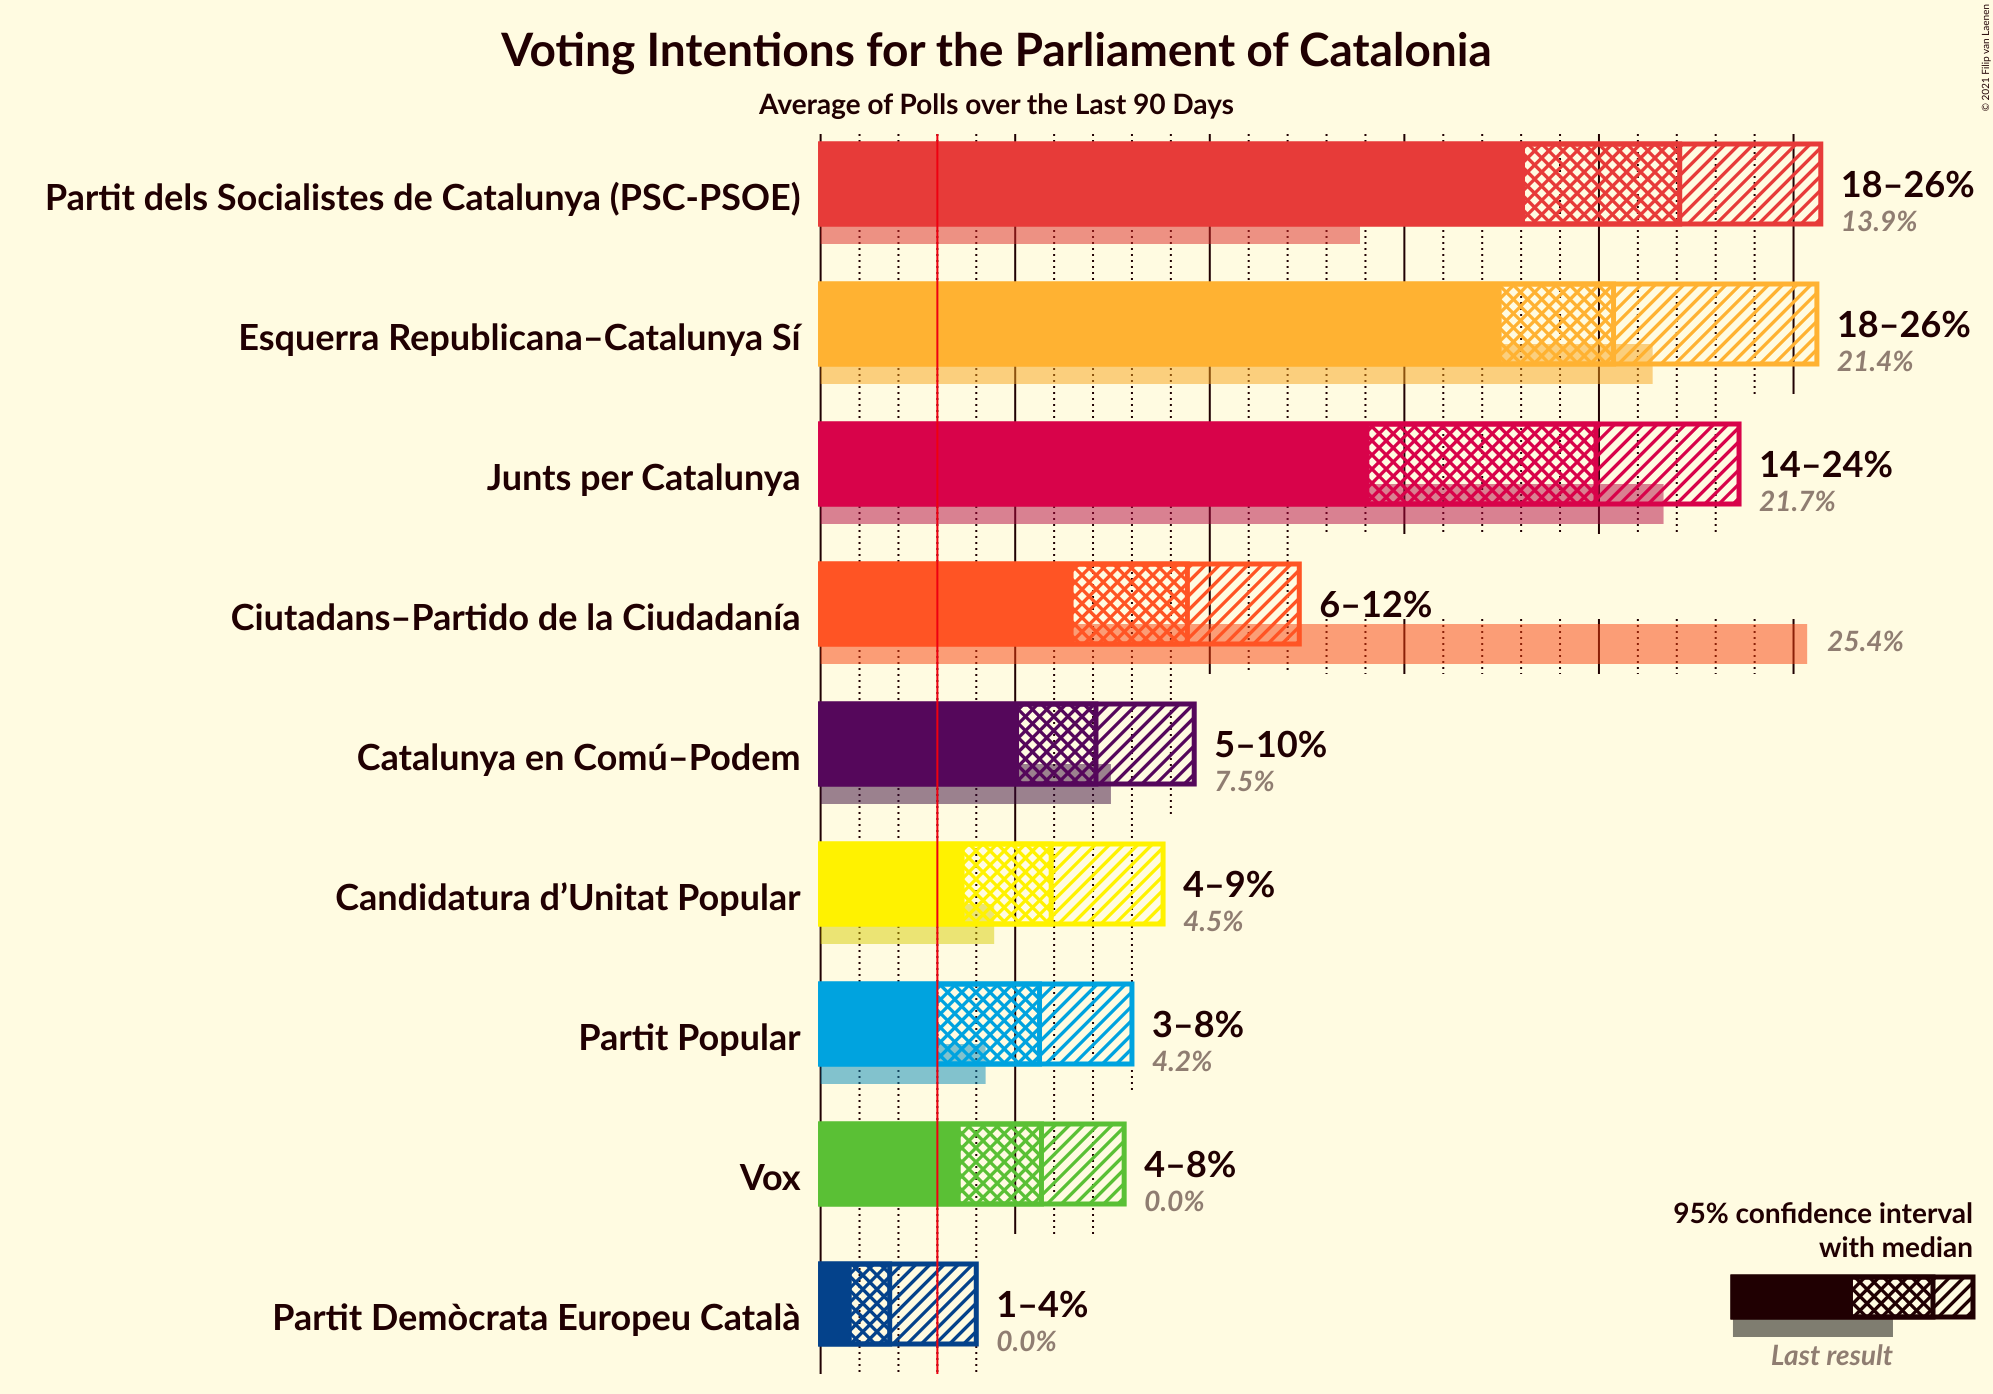 Voting Intentions for the Parliament of Catalonia
Average of Polls over the Last 90 Days
© 2021 Filip van Laenen
Partit dels Socialistes de Catalunya (PSC-PSOE)
18–26%
13.9%
Esquerra Republicana–Catalunya Sí
18–26%
21.4%
Junts per Catalunya
14–24%
21.7%
Ciutadans–Partido de la Ciudadanía
6–12%
25.4%
Catalunya en Comú–Podem
5–10%
7.5%
Candidatura d’Unitat Popular
4–9%
4.5%
Partit Popular
3–8%
4.2%
Vox
4–8%
0.0%
Partit Demòcrata Europeu Català
1–4%
0.0%
95% confidence interval
with median
Last result